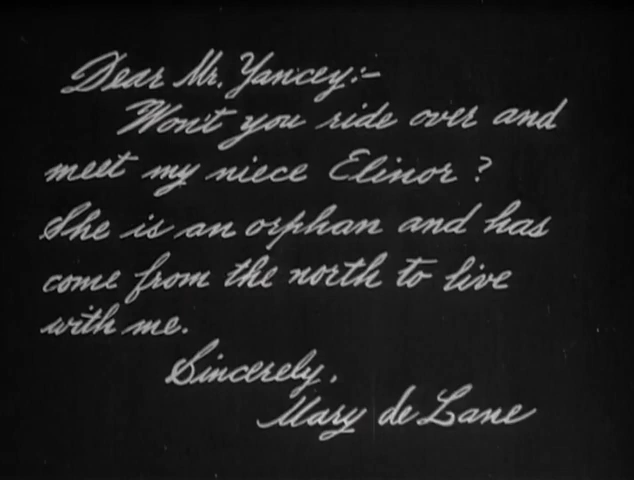 Dear Mr. Yancey:-
Won't you ride over and
meet my niece Elinor?
She is an orphan and has
come from the north to live
with me.
Sincerely,
Mary de Lane